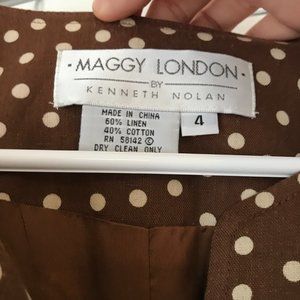 MAGGY LONDON
BY
KENNETH NOLAN
MADE IN CHINA
60% LINEN
40% COTTON
RN 58142 ©
DRY CLEAN ONLY
4